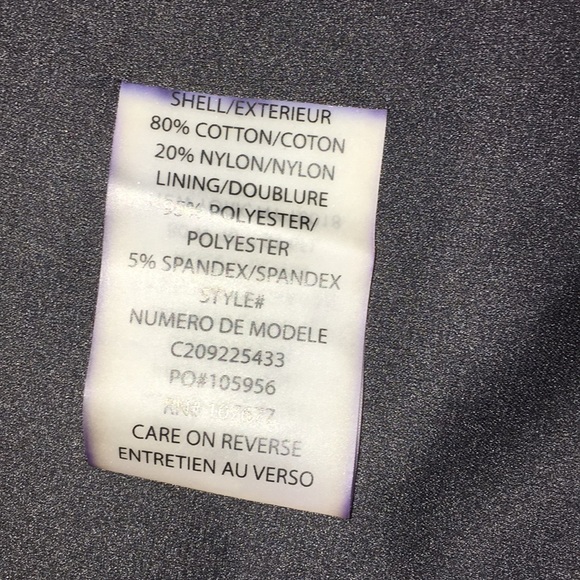 SHELL/EXTERIEUR
80% COTTON/COTON
20% NYLON/NYLON
LINING/DOUBLURE
95% POLYESTER/
POLYESTER
5% SPANDEX/SPANDEX
STYLE#
NUMERO DE MODELE
C209225433
PO#105956
CARE ON REVERSE
ENTRETIEN AU VERSO